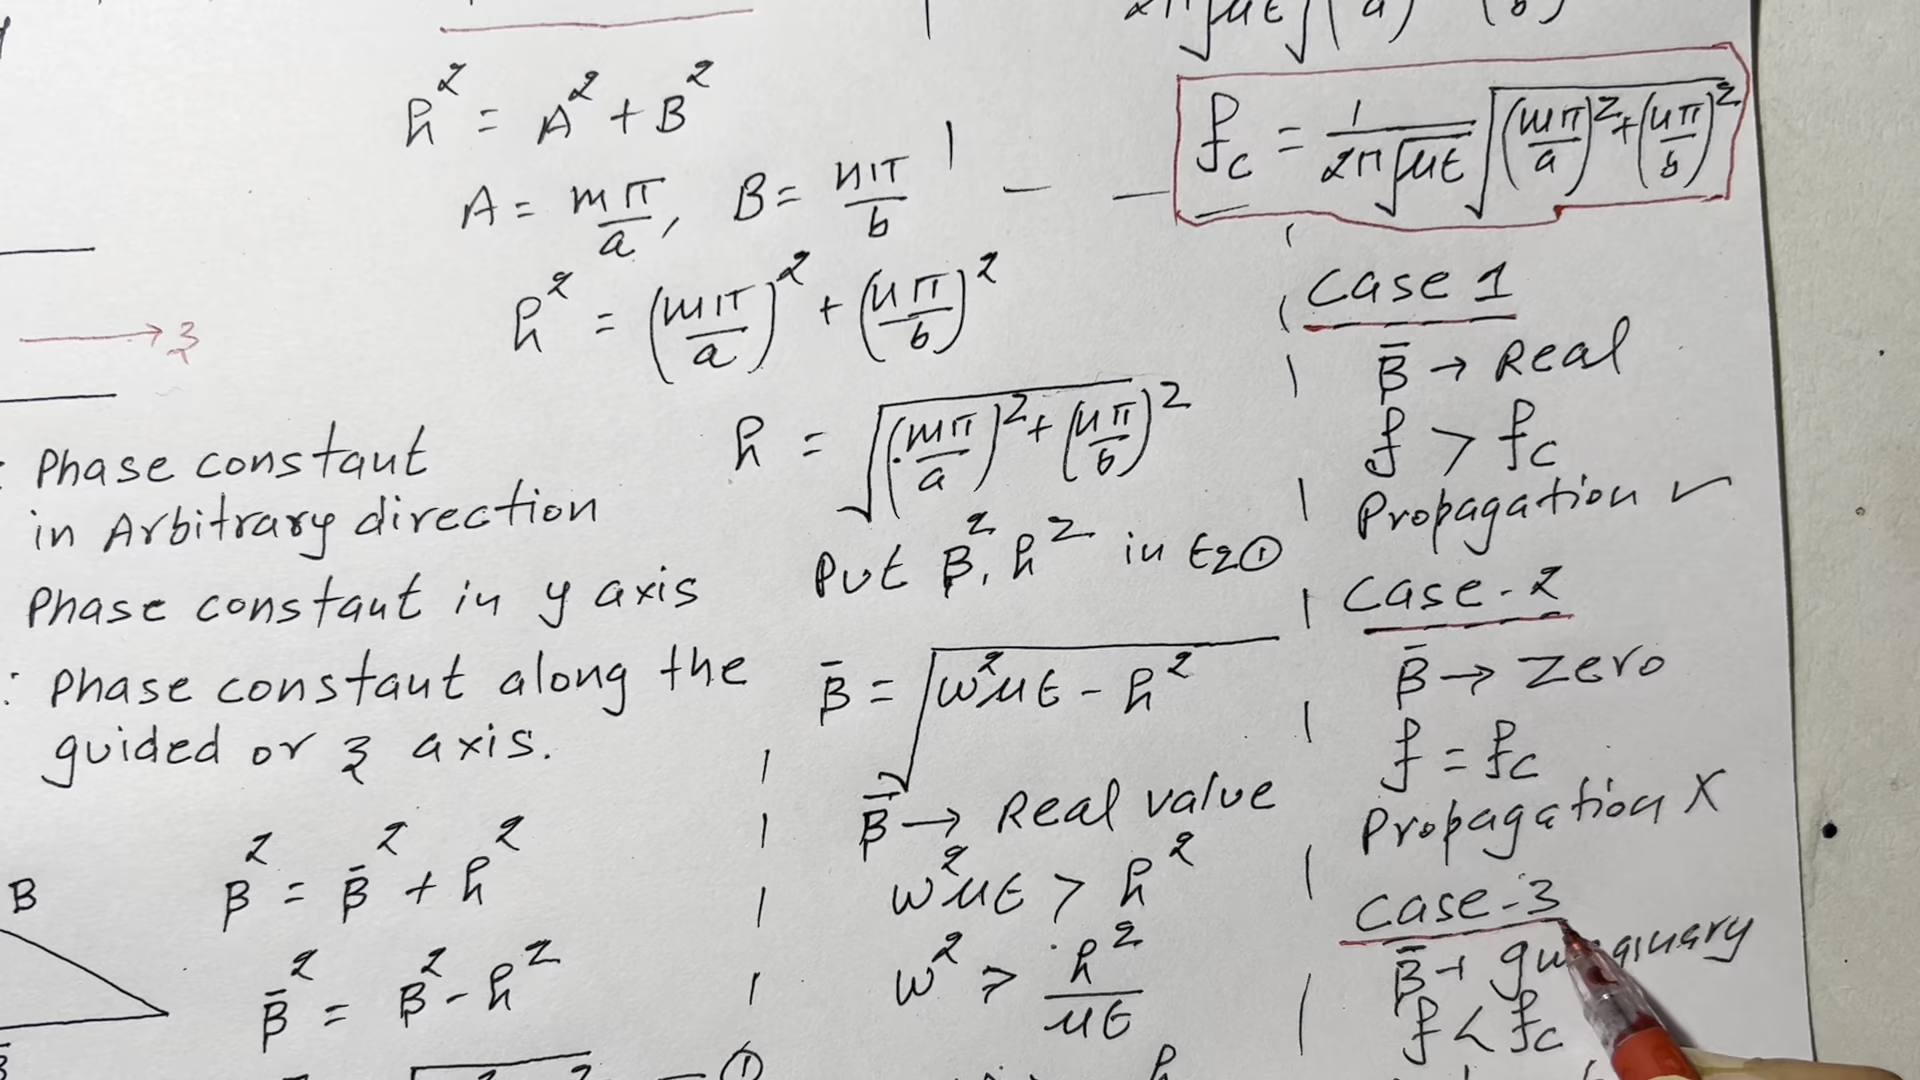 → z
: Phase constant
in Arbitrary direction
Phase constant in y axis
: Phase constant along the
guided or z axis.
B
β² = β̄² + h²
β̄² = β² - h²
①
h² = A² + B²
A = mπ/a, B = nπ/b
h² = (mπ/a)² + (nπ/b)²
h = √((mπ/a)² + (nπ/b)²)
Put β², h² in Eq ①
β̄ = √(ω²με - h²)
β̄ → Real value
ω²με > h²
ω² > h²/με
f_c = 1/(2π√με) √((mπ/a)² + (nπ/b)²)
Case 1
β̄ → Real
f > f_c
Propagation ✓
Case-2
β̄ → Zero
f = f_c
Propagation X
Case-3
f < f_c